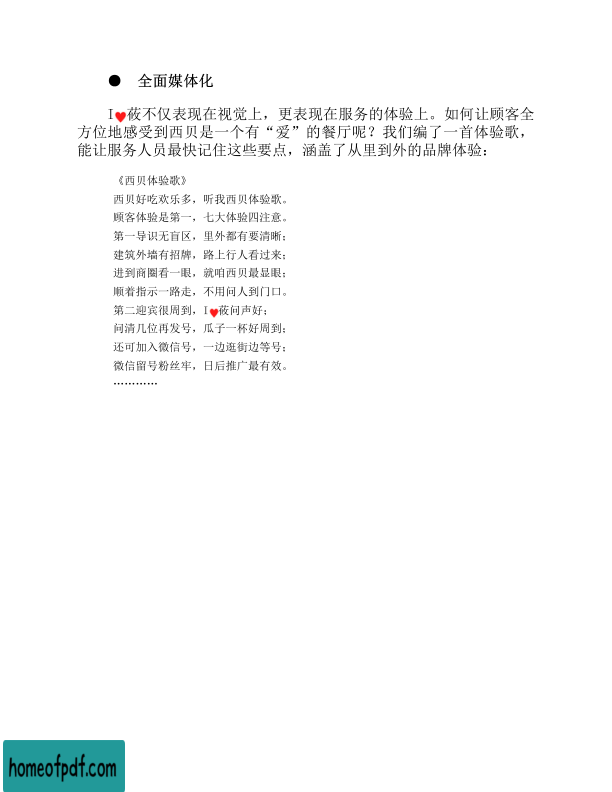 ● 全面媒体化
I❤莜不仅表现在视觉上，更表现在服务的体验上。如何让顾客全
方位地感受到西贝是一个有“爱”的餐厅呢？我们编了一首体验歌，
能让服务人员最快记住这些要点，涵盖了从里到外的品牌体验：
《西贝体验歌》
西贝好吃欢乐多，听我西贝体验歌。
顾客体验是第一，七大体验四注意。
第一导识无盲区，里外都有要清晰；
建筑外墙有招牌，路上行人看过来；
进到商圈看一眼，就咱西贝最显眼；
顺着指示一路走，不用问人到门口。
第二迎宾很周到，I❤莜问声好；
问清几位再发号，瓜子一杯好周到；
还可加入微信号，一边逛街边等号；
微信留号粉丝牢，日后推广最有效。
…………
homeofpdf.com